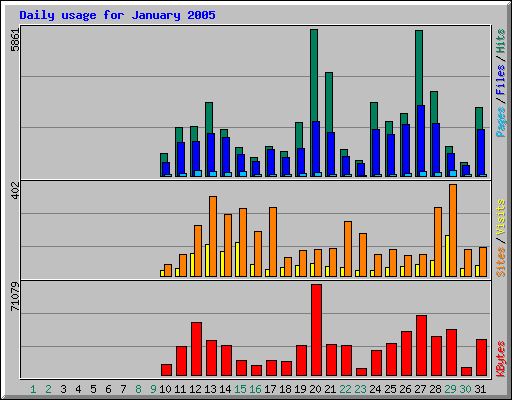 Daily usage for January 2005
5861
Pages / Files / Hits
402
Sites / Visits
71079
KBytes
1 2 3 4 5 6 7 8 9 10 11 12 13 14 15 16 17 18 19 20 21 22 23 24 25 26 27 28 29 30 31